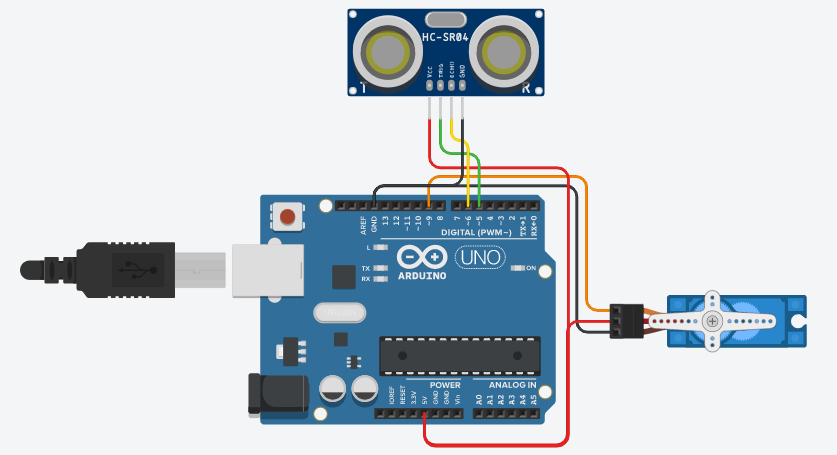 HC-SR04
T
R
VCC
TRIG
ECHO
GND
AREF
GND
13
12
~11
~10
~9
8
7
~6
~5
4
~3
2
TX→1
RX←0
DIGITAL (PWM~)
L
TX
RX
ARDUINO
UNO
ON
POWER
ANALOG IN
IOREF
RESET
3.3V
5V
GND
GND
Vin
A0
A1
A2
A3
A4
A5